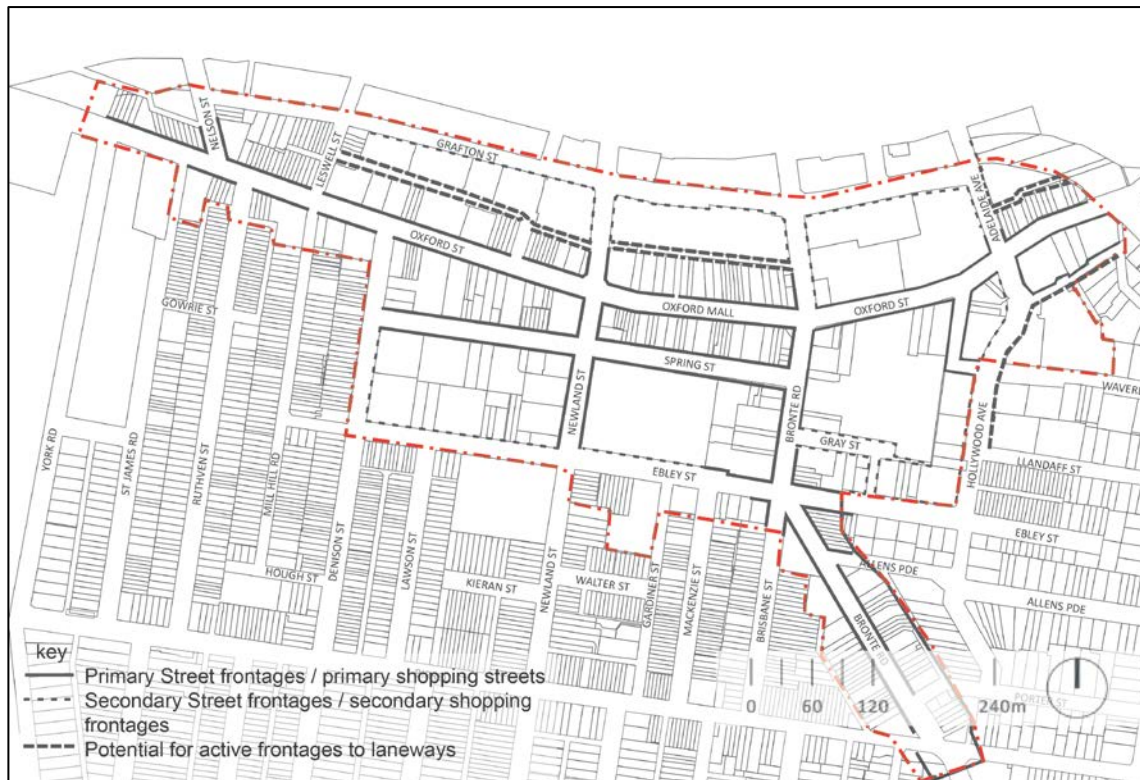 NELSON ST
LESWELL ST
GRAFTON ST
ADELAIDE AVE
OXFORD ST
OXFORD MALL
OXFORD ST
GOWRIE ST
SPRING ST
NEWLAND ST
BRONTE RD
GRAY ST
HOLLYWOOD AVE
WAVER
YORK RD
ST JAMES RD
RUTHVEN ST
MILL HILL RD
DENISON ST
LAWSON ST
EBLEY ST
LLANDAFF ST
EBLEY ST
NEWLAND ST
HOUGH ST
KIERAN ST
WALTER ST
GARDINER ST
MACKENZIE ST
BRISBANE ST
ALLENS PDE
ALLENS PDE
BRONTE RD
PORTER ST
key
Primary Street frontages / primary shopping streets
Secondary Street frontages / secondary shopping
frontages
Potential for active frontages to laneways
0 60 120 240m